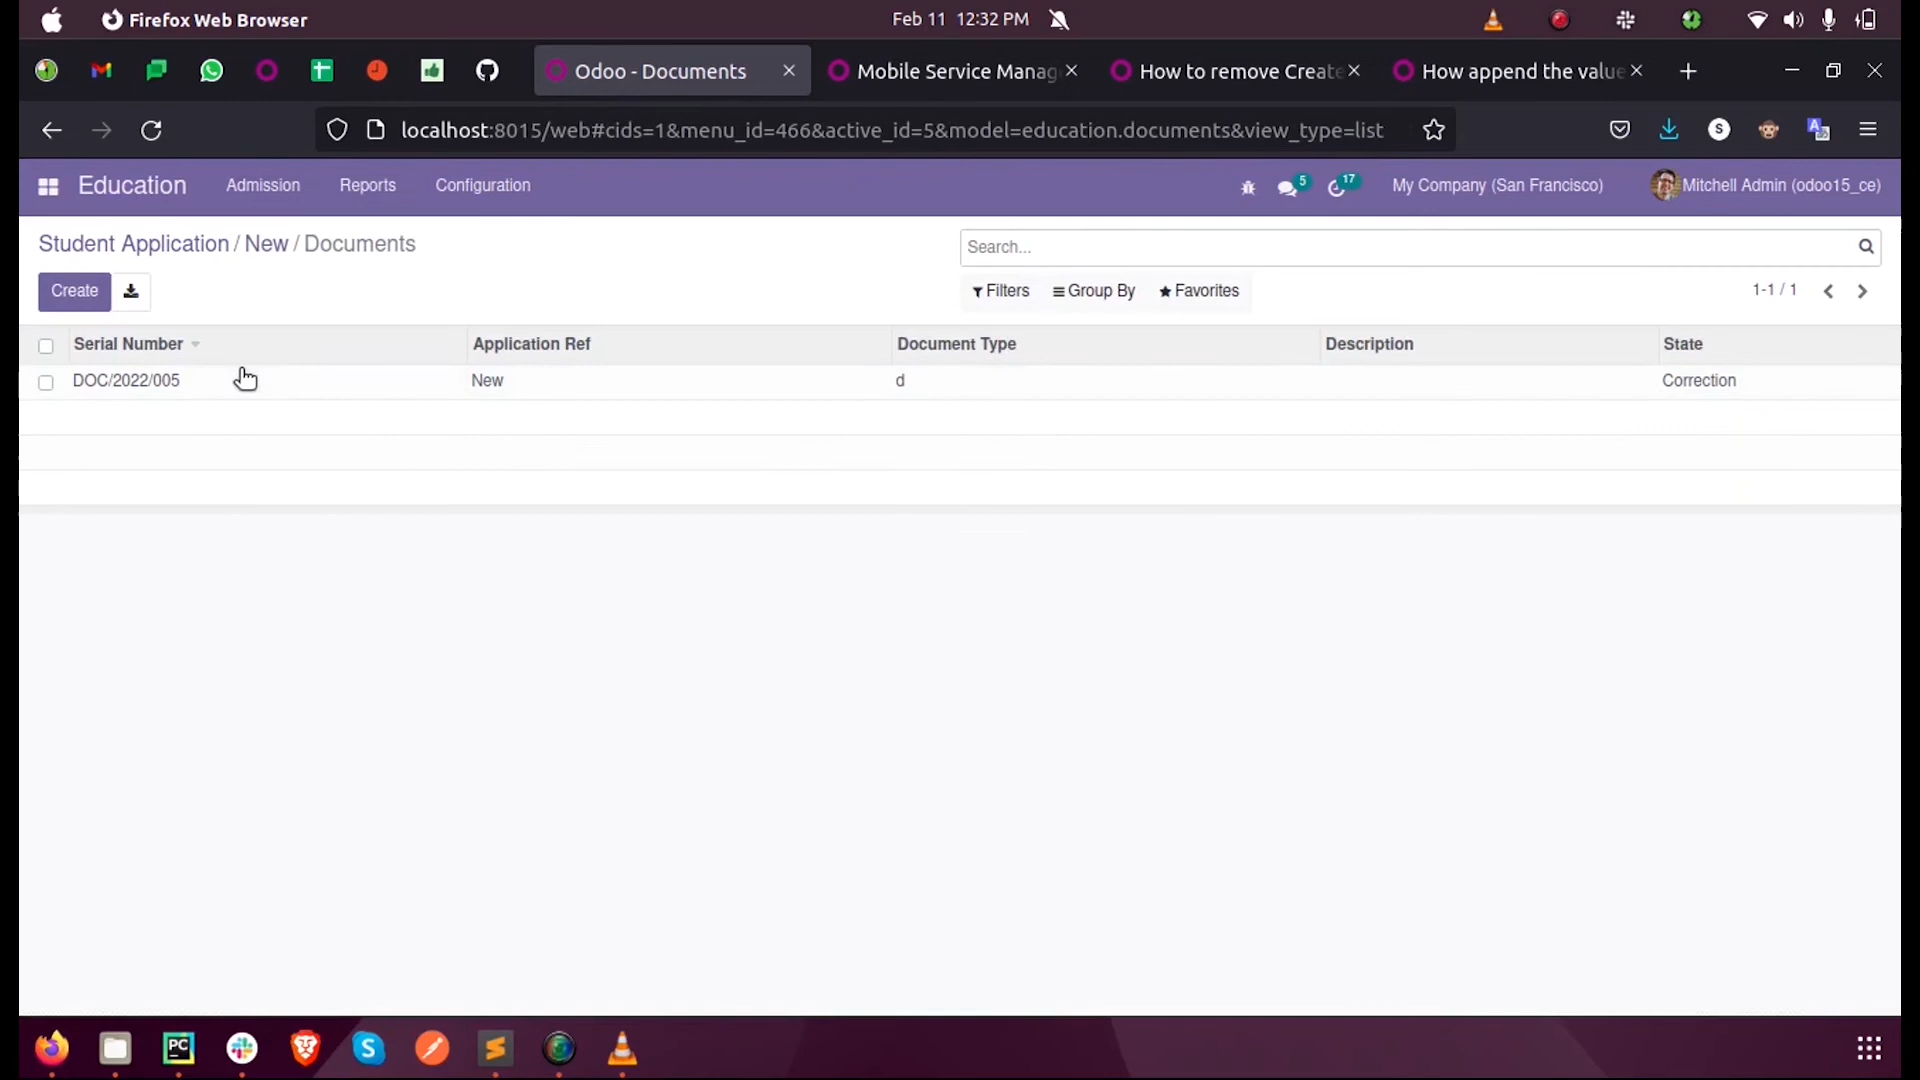 Firefox Web Browser
Feb 11 12:32 PM
Odoo - Documents
Mobile Service Manag
How to remove Create
How append the value
localhost:8015/web#cids=1&menu_id=466&active_id=5&model=education.documents&view_type=list
S
Education
Admission
Reports
Configuration
5
17
My Company (San Francisco)
Mitchell Admin (odoo15_ce)
Student Application / New / Documents
Search...
Create
Filters
Group By
Favorites
1-1 / 1
Serial Number
Application Ref
Document Type
Description
State
DOC/2022/005
New
d
Correction
PC
S